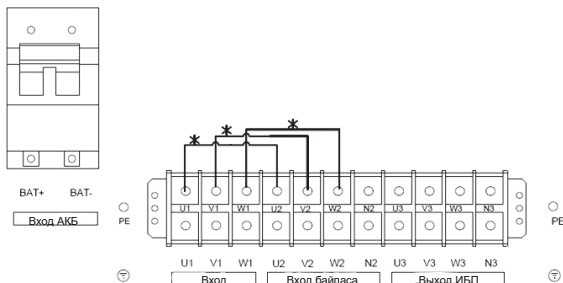 BAT+ BAT-
Вход АКБ
PE
U1 V1 W1 U2 V2 W2 N2 U3 V3 W3 N3
PE
U1 V1 W1 U2 V2 W2 N2 U3 V3 W3 N3
Вход Вход байпаса Выход ИБП